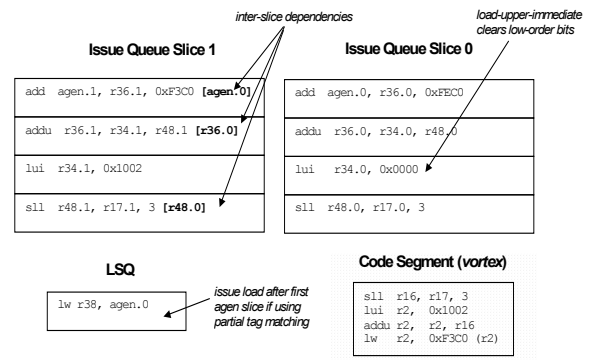 inter-slice dependencies
load-upper-immediate
clears low-order bits
Issue Queue Slice 1
add agen.1, r36.1, 0xF3C0 [agen.0]
addu r36.1, r34.1, r48.1 [r36.0]
lui r34.1, 0x1002
sll r48.1, r17.1, 3 [r48.0]
Issue Queue Slice 0
add agen.0, r36.0, 0xFEC0
addu r36.0, r34.0, r48.0
lui r34.0, 0x0000
sll r48.0, r17.0, 3
LSQ
lw r38, agen.0
issue load after first
agen slice if using
partial tag matching
Code Segment (vortex)
sll r16, r17, 3
lui r2, 0x1002
addu r2, r2, r16
lw r2, 0xF3C0 (r2)